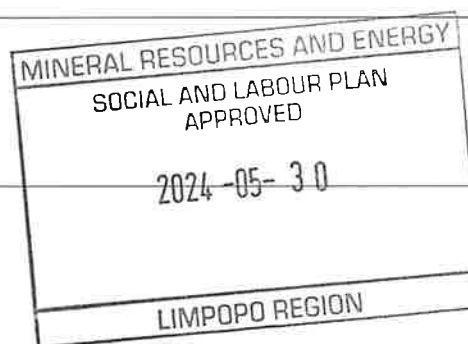 MINERAL RESOURCES AND ENERGY
SOCIAL AND LABOUR PLAN
APPROVED
2024 -05- 30
LIMPOPO REGION